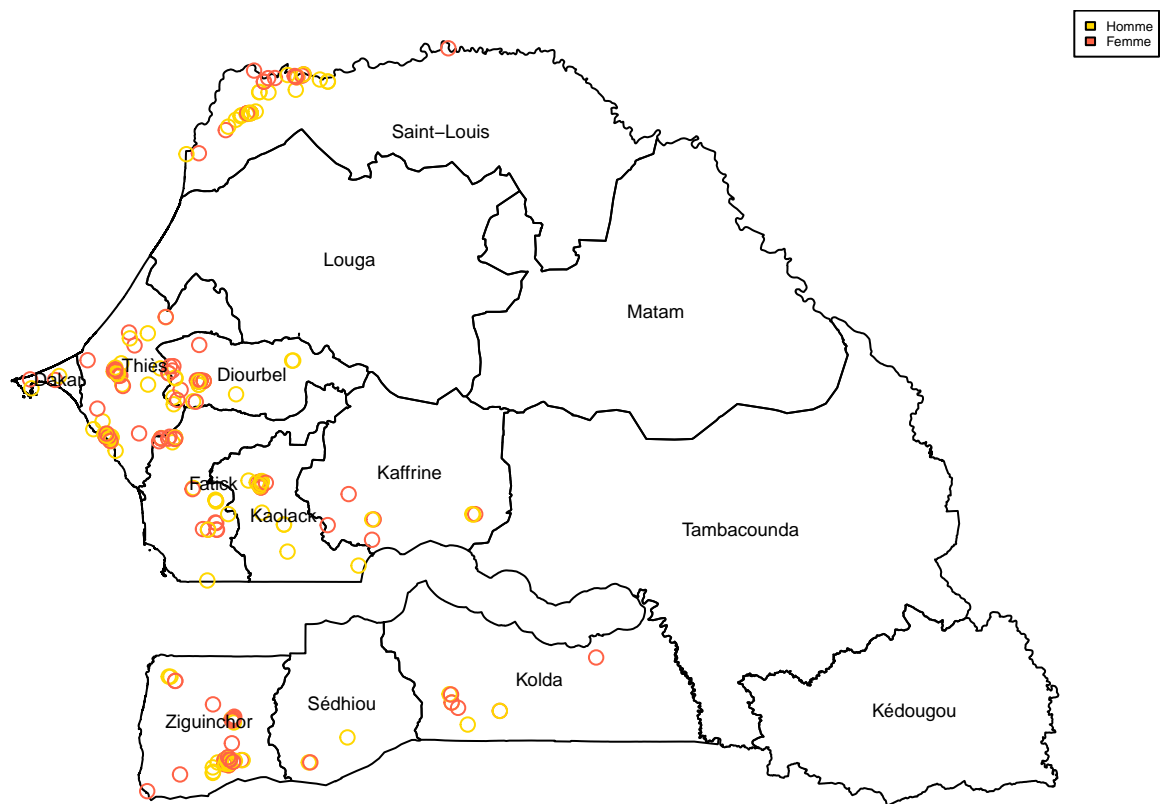 Homme
Femme
Saint−Louis
Louga
Matam
Thiès
Dakar
Diourbel
Kaffrine
Fatick
Kaolack
Tambacounda
Kolda
Sédhiou
Ziguinchor
Kédougou